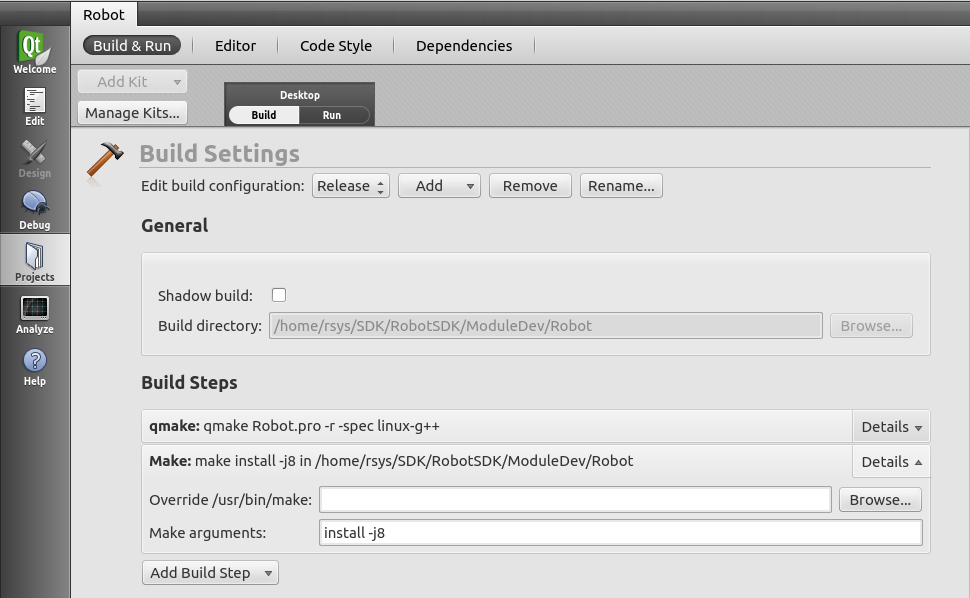 Robot
Build & Run
Editor
Code Style
Dependencies
Qt
Welcome
Edit
Design
Debug
Projects
Analyze
?
Help
Add Kit
Manage Kits...
Desktop
Build
Run
Build Settings
Edit build configuration: Release Add Remove Rename...
General
Shadow build:
Build directory: /home/rsys/SDK/RobotSDK/ModuleDev/Robot Browse...
Build Steps
qmake: qmake Robot.pro -r -spec linux-g++ Details
Make: make install -j8 in /home/rsys/SDK/RobotSDK/ModuleDev/Robot Details
Override /usr/bin/make: Browse...
Make arguments: install -j8
Add Build Step